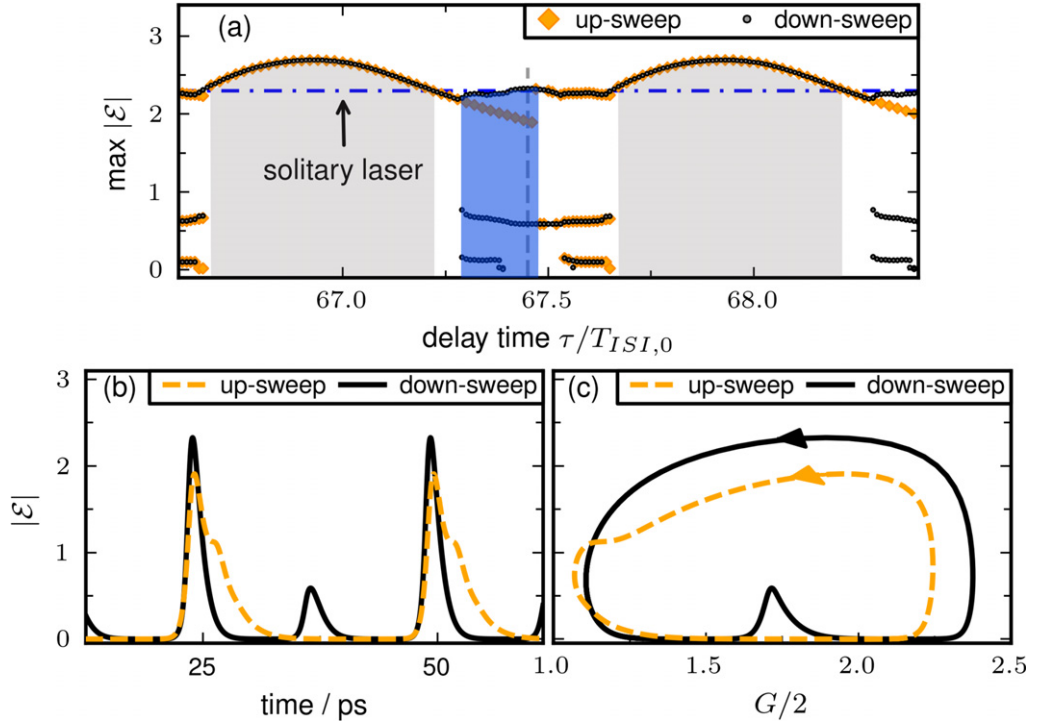 (a)
up-sweep
down-sweep
3
2
1
0
max |ℰ|
solitary laser
67.0
67.5
68.0
delay time τ/T_{ISI,0}
(b)
up-sweep
down-sweep
3
2
1
0
|ℰ|
25
50
time / ps
(c)
up-sweep
down-sweep
1.0
1.5
2.0
2.5
G/2